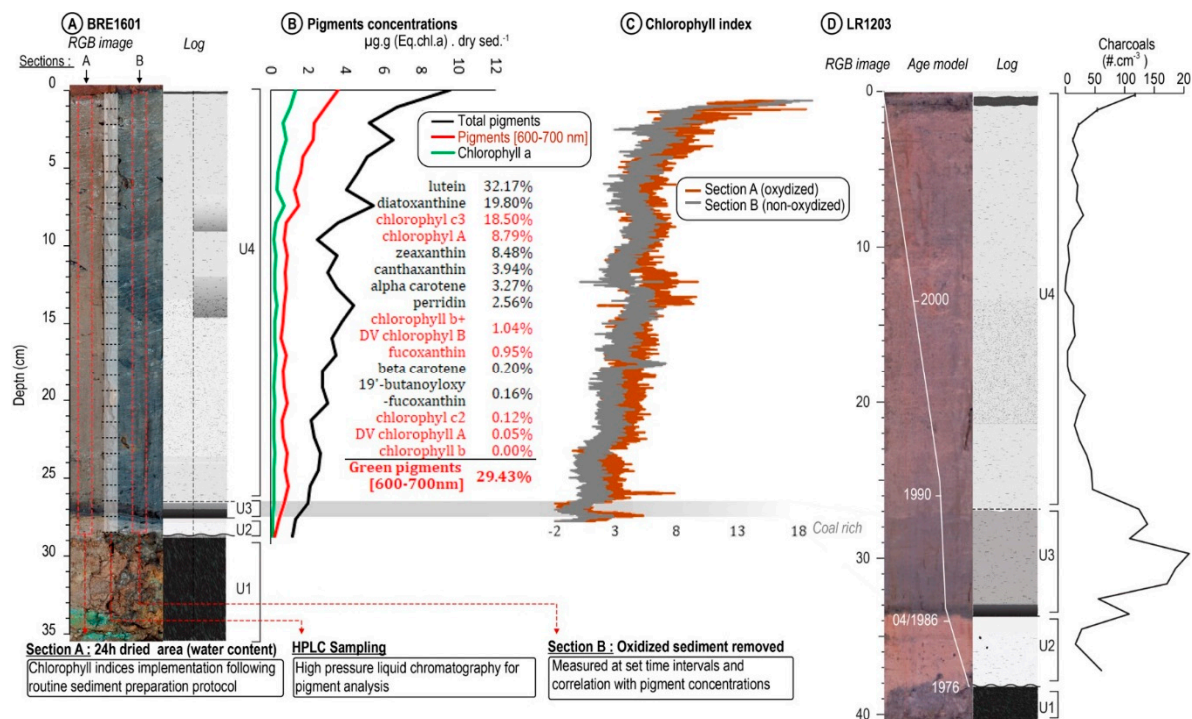 A BRE1601
RGB image Log
Sections : A B
0
5
10
15
20
25
30
35
Depth (cm)
U4
U3
U2
U1
B Pigments concentrations
µg.g (Eq.chl.a) . dry sed.-1
0 2 4 6 8 10 12
Total pigments
Pigments [600-700 nm]
Chlorophyll a
lutein 32.17%
diatoxanthine 19.80%
chlorophyl c3 18.50%
chlorophyl A 8.79%
zeaxanthin 8.48%
canthaxanthin 3.94%
alpha carotene 3.27%
perridin 2.56%
chlorophyll b+
DV chlorophyl B 1.04%
fucoxanthin 0.95%
beta carotene 0.20%
19'-butanoyloxy
-fucoxanthin 0.16%
chlorophyl c2 0.12%
DV chlorophyll A 0.05%
chlorophyll b 0.00%
Green pigments
[600-700nm] 29.43%
C Chlorophyll index
Section A (oxydized)
Section B (non-oxydized)
-2 3 8 13 18
Coal rich
D LR1203
RGB image Age model Log
Charcoals
(#.cm-3)
0 50 100 150 200
0
10
20
30
40
2000
1990
04/1986
1976
U4
U3
U2
U1
Section A : 24h dried area (water content)
Chlorophyll indices implementation following
routine sediment preparation protocol
HPLC Sampling
High pressure liquid chromatography for
pigment analysis
Section B : Oxidized sediment removed
Measured at set time intervals and
correlation with pigment concentrations